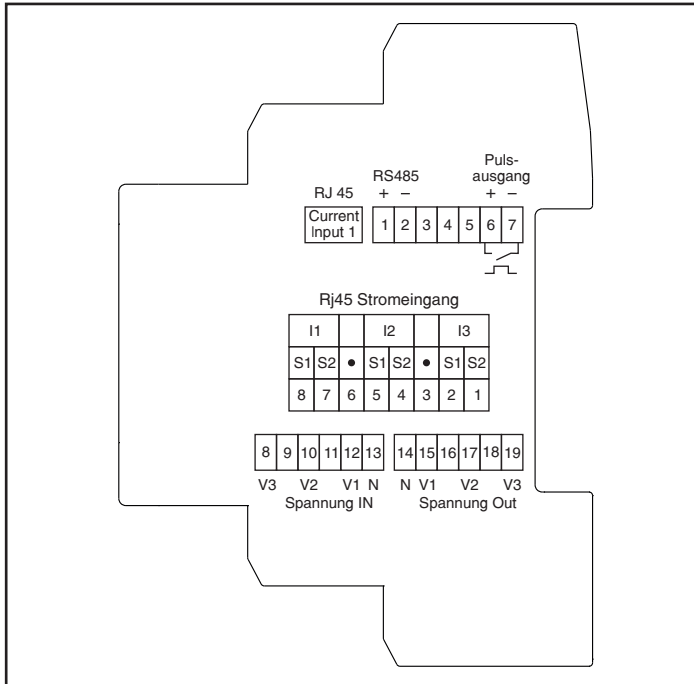 Puls-
RS485 ausgang
RJ 45 + − + −
Current
Input 1
1 2 3 4 5 6 7
Rj45 Stromeingang
I1 I2 I3
S1 S2 • S1 S2 • S1 S2
8 7 6 5 4 3 2 1
8 9 10 11 12 13 14 15 16 17 18 19
V3 V2 V1 N N V1 V2 V3
Spannung IN Spannung Out